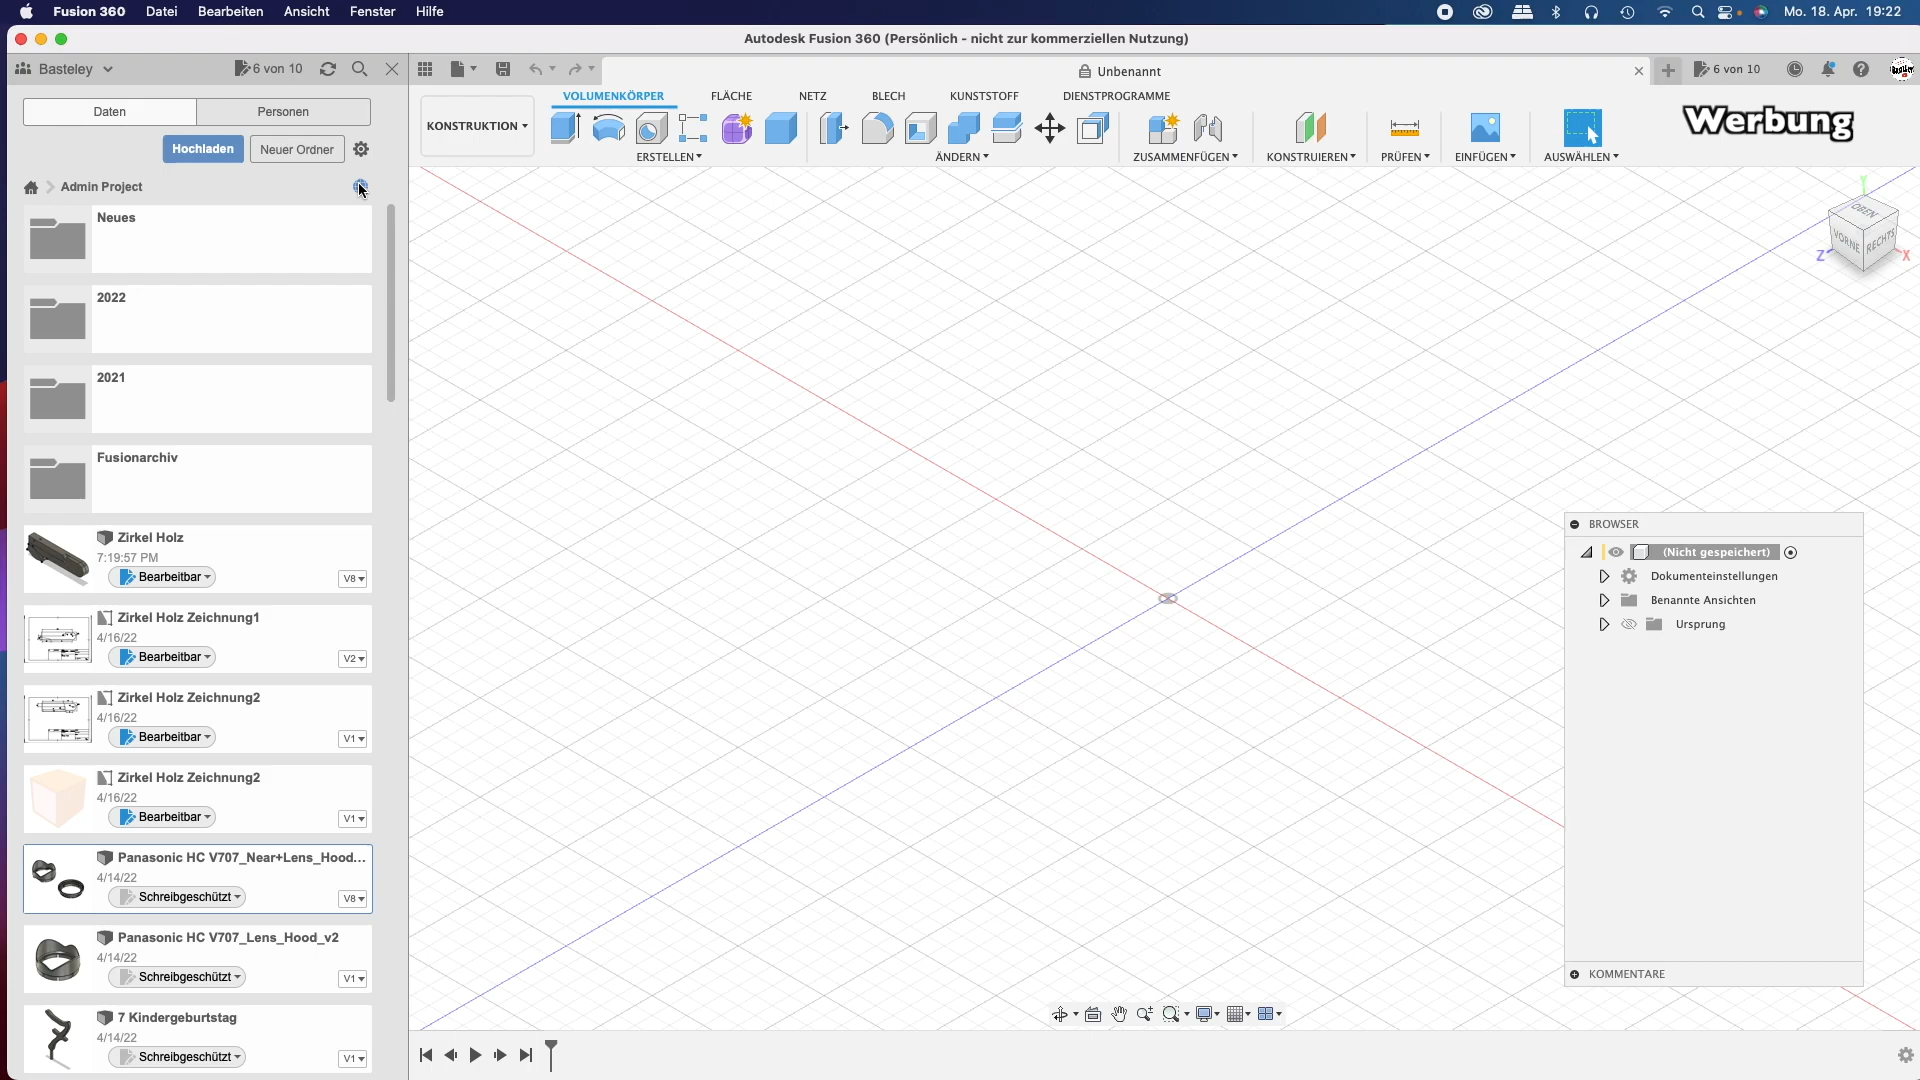 Fusion 360 Datei Bearbeiten Ansicht Fenster Hilfe Mo. 18. Apr. 19:22
Autodesk Fusion 360 (Persönlich - nicht zur kommerziellen Nutzung)
Basteley 6 von 10
Unbenannt
6 von 10
Daten Personen
Hochladen Neuer Ordner
Admin Project
Neues
2022
2021
Fusionarchiv
Zirkel Holz
7:19:57 PM
Bearbeitbar V8
Zirkel Holz Zeichnung1
4/16/22
Bearbeitbar V2
Zirkel Holz Zeichnung2
4/16/22
Bearbeitbar V1
Zirkel Holz Zeichnung2
4/16/22
Bearbeitbar V1
Panasonic HC V707_Near+Lens_Hood...
4/14/22
Schreibgeschützt V8
Panasonic HC V707_Lens_Hood_v2
4/14/22
Schreibgeschützt V1
7 Kindergeburtstag
4/14/22
Schreibgeschützt V1
VOLUMENKÖRPER FLÄCHE NETZ BLECH KUNSTSTOFF DIENSTPROGRAMME
KONSTRUKTION
ERSTELLEN ÄNDERN ZUSAMMENFÜGEN KONSTRUIEREN PRÜFEN EINFÜGEN AUSWÄHLEN
Werbung
Y
OBEN
VORNE RECHTS
Z X
BROWSER
(Nicht gespeichert)
Dokumenteinstellungen
Benannte Ansichten
Ursprung
KOMMENTARE